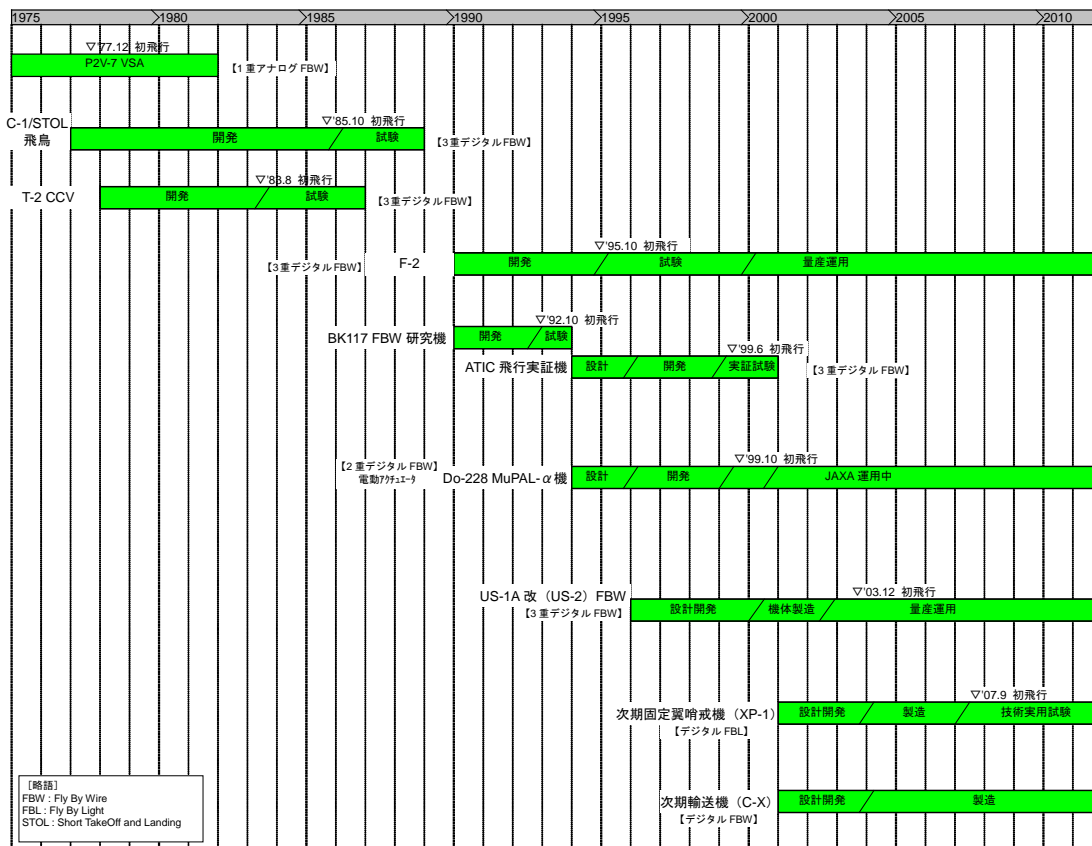 1975 1980 1985 1990 1995 2000 2005 2010
▽'77.12 初飛行
P2V-7 VSA
【1重アナログ FBW】
C-1/STOL
飛鳥
▽'85.10 初飛行
開発 試験
【3重デジタル FBW】
T-2 CCV
▽'83.8 初飛行
開発 試験
【3重デジタル FBW】
【3重デジタル FBW】
F-2
▽'95.10 初飛行
開発 試験 量産運用
BK117 FBW 研究機
▽'92.10 初飛行
開発 試験
ATIC 飛行実証機
▽'99.6 初飛行
設計 開発 実証試験
【3重デジタル FBW】
【2重デジタル FBW】
電動アクチュエータ
Do-228 MuPAL-α機
▽'99.10 初飛行
設計 開発 JAXA 運用中
US-1A 改（US-2）FBW
【3重デジタル FBW】
▽'03.12 初飛行
設計開発 機体製造 量産運用
次期固定翼哨戒機（XP-1）
【デジタル FBL】
▽'07.9 初飛行
設計開発 製造 技術実用試験
次期輸送機（C-X）
【デジタル FBW】
設計開発 製造
［略語］
FBW : Fly By Wire
FBL : Fly By Light
STOL : Short TakeOff and Landing